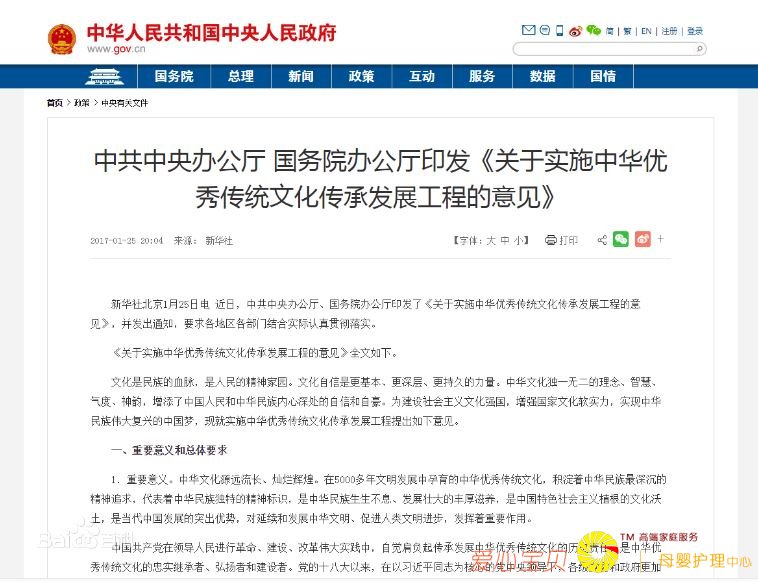 中华人民共和国中央人民政府
www.gov.cn
简 | 繁 | EN | 注册 | 登录
国务院 总理 新闻 政策 互动 服务 数据 国情
首页 > 政策 > 中央有关文件
中共中央办公厅 国务院办公厅印发《关于实施中华优
秀传统文化传承发展工程的意见》
2017-01-25 20:04 来源： 新华社
【字体：大 中 小】 打印
新华社北京1月25日电 近日，中共中央办公厅、国务院办公厅印发了《关于实施中华优秀传统文化传承发展工程的意
见》，并发出通知，要求各地区各部门结合实际认真贯彻落实。
《关于实施中华优秀传统文化传承发展工程的意见》全文如下。
文化是民族的血脉，是人民的精神家园。文化自信是更基本、更深层、更持久的力量。中华文化独一无二的理念、智慧、
气度、神韵，增添了中国人民和中华民族内心深处的自信和自豪。为建设社会主义文化强国，增强国家文化软实力，实现中华
民族伟大复兴的中国梦，现就实施中华优秀传统文化传承发展工程提出如下意见。
一、重要意义和总体要求
1．重要意义。中华文化源远流长、灿烂辉煌。在5000多年文明发展中孕育的中华优秀传统文化，积淀着中华民族最深沉的
精神追求，代表着中华民族独特的精神标识，是中华民族生生不息、发展壮大的丰厚滋养，是中国特色社会主义植根的文化沃
土，是当代中国发展的突出优势，对延续和发展中华文明、促进人类文明进步，发挥着重要作用。
中国共产党在领导人民进行革命、建设、改革伟大实践中，自觉肩负起传承发展中华优秀传统文化的历史责任，是中华优
秀传统文化的忠实继承者、弘扬者和建设者。党的十八大以来，在以习近平同志为核心的党中央领导下，各级党委和政府更加
Baidu百科
爱心宝贝
TM 高端家庭服务
母婴护理中心